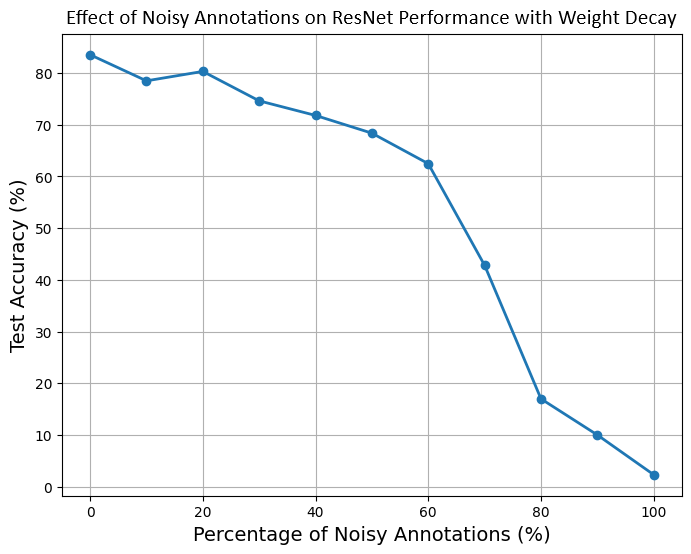 Effect of Noisy Annotations on ResNet Performance with Weight Decay
Test Accuracy (%)
80
70
60
50
40
30
20
10
0
0 20 40 60 80 100
Percentage of Noisy Annotations (%)